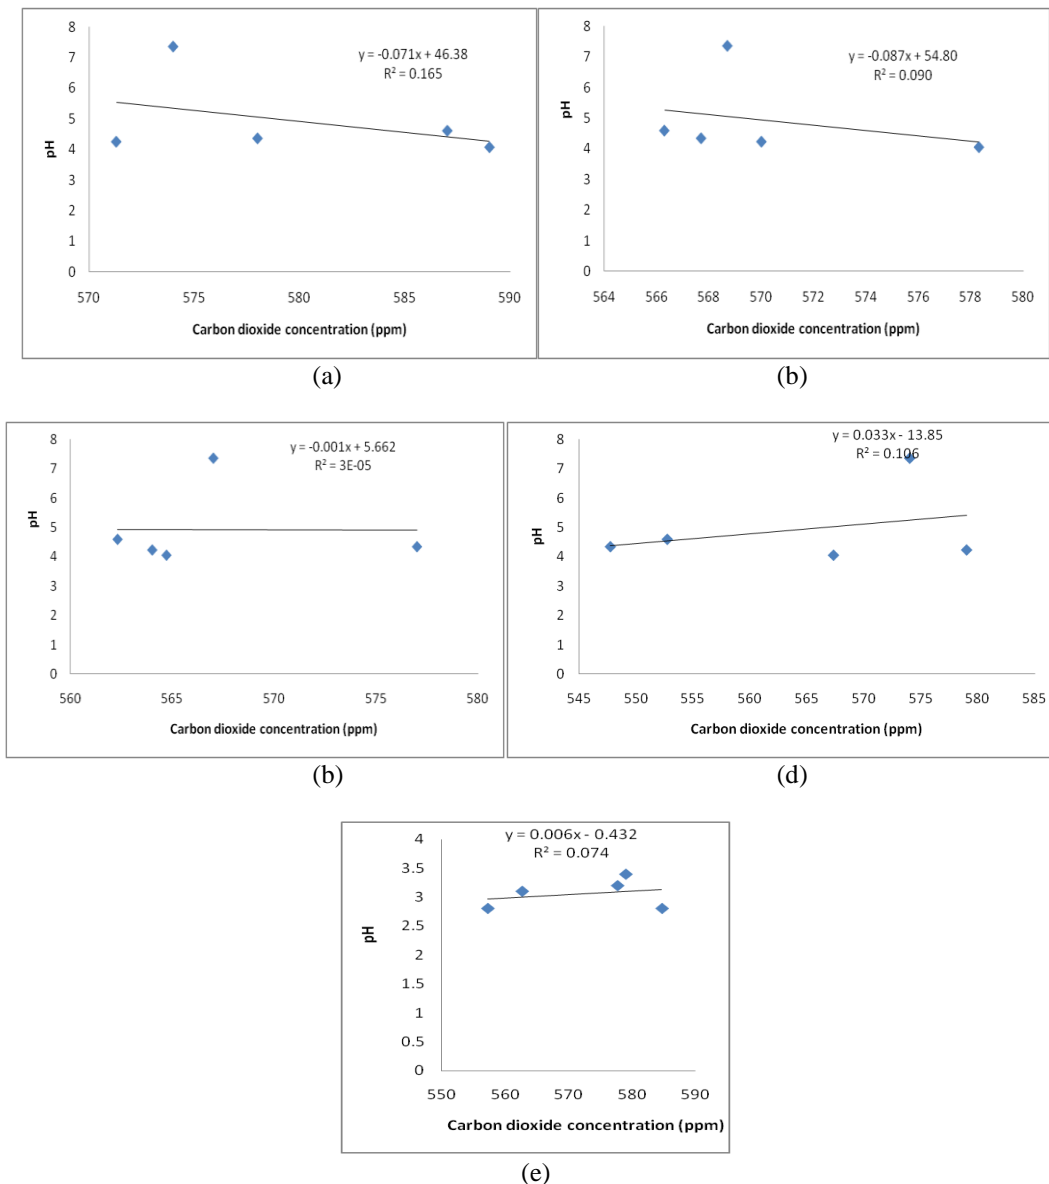 8
7
6
5
4
3
2
1
0
pH
y = -0.071x + 46.38
R² = 0.165
570 575 580 585 590
Carbon dioxide concentration (ppm)
(a)
8
7
6
5
4
3
2
1
0
pH
y = -0.087x + 54.80
R² = 0.090
564 566 568 570 572 574 576 578 580
Carbon dioxide concentration (ppm)
(b)
8
7
6
5
4
3
2
1
0
pH
y = -0.001x + 5.662
R² = 3E-05
560 565 570 575 580
Carbon dioxide concentration (ppm)
(b)
8
7
6
5
4
3
2
1
0
pH
y = 0.033x - 13.85
R² = 0.106
545 550 555 560 565 570 575 580 585
Carbon dioxide concentration (ppm)
(d)
4
3.5
3
2.5
2
1.5
1
0.5
0
pH
y = 0.006x - 0.432
R² = 0.074
550 560 570 580 590
Carbon dioxide concentration (ppm)
(e)